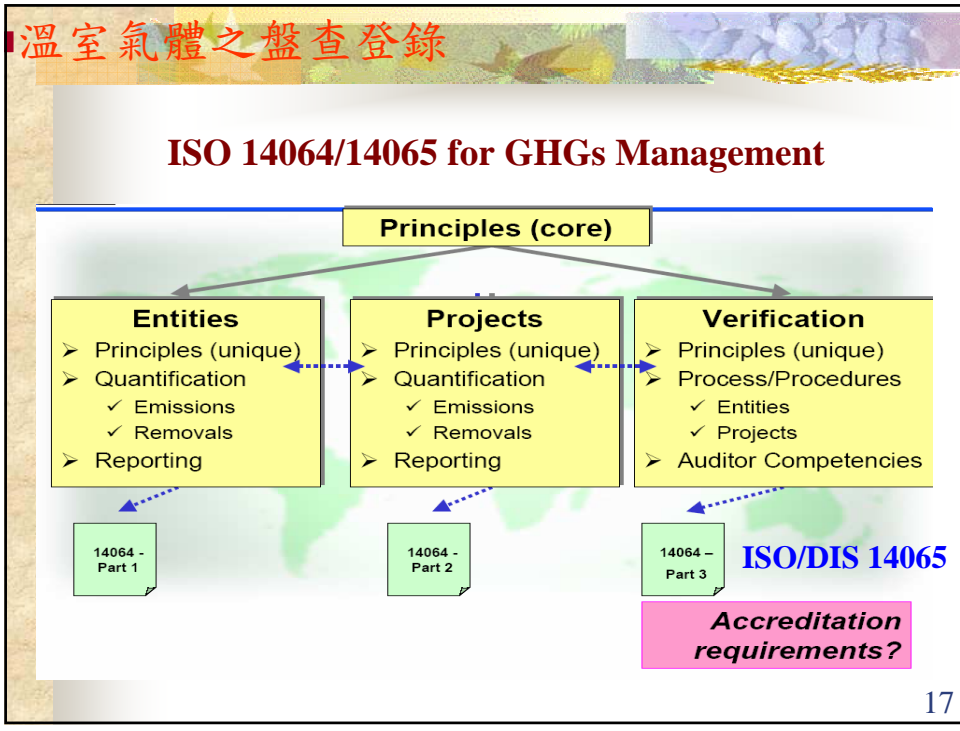 溫室氣體之盤查登錄
ISO 14064/14065 for GHGs Management
Principles (core)
Entities
➢ Principles (unique)
➢ Quantification
✓ Emissions
✓ Removals
➢ Reporting
Projects
➢ Principles (unique)
➢ Quantification
✓ Emissions
✓ Removals
➢ Reporting
Verification
➢ Principles (unique)
➢ Process/Procedures
✓ Entities
✓ Projects
➢ Auditor Competencies
14064 -
Part 1
14064 -
Part 2
14064 –
Part 3
ISO/DIS 14065
Accreditation
requirements?
17